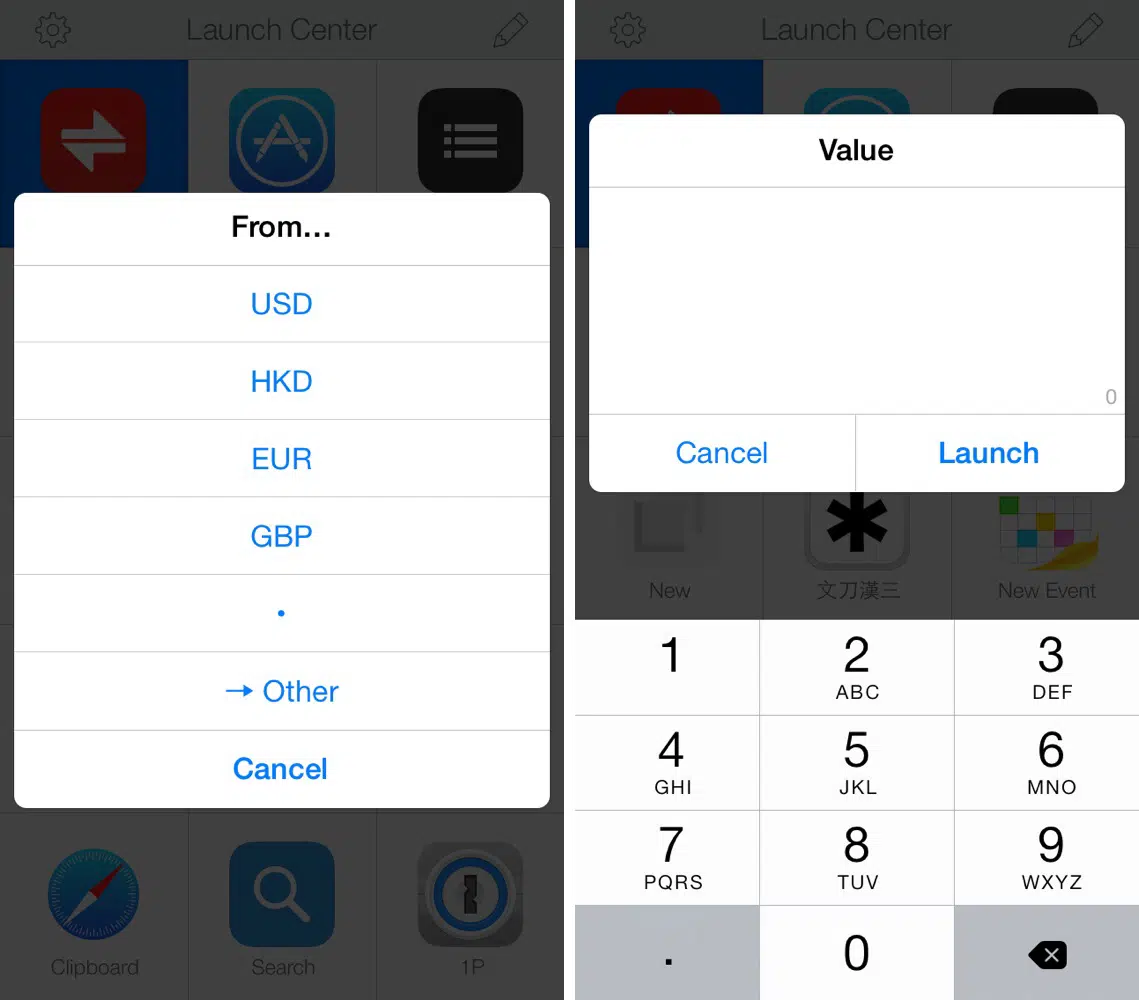 Launch Center
From...
USD
HKD
EUR
GBP
.
→ Other
Cancel
Clipboard
Search
1P
Launch Center
Value
0
Cancel
Launch
New
文刀漢三
New Event
1
2
ABC
3
DEF
4
GHI
5
JKL
6
MNO
7
PQRS
8
TUV
9
WXYZ
.
0